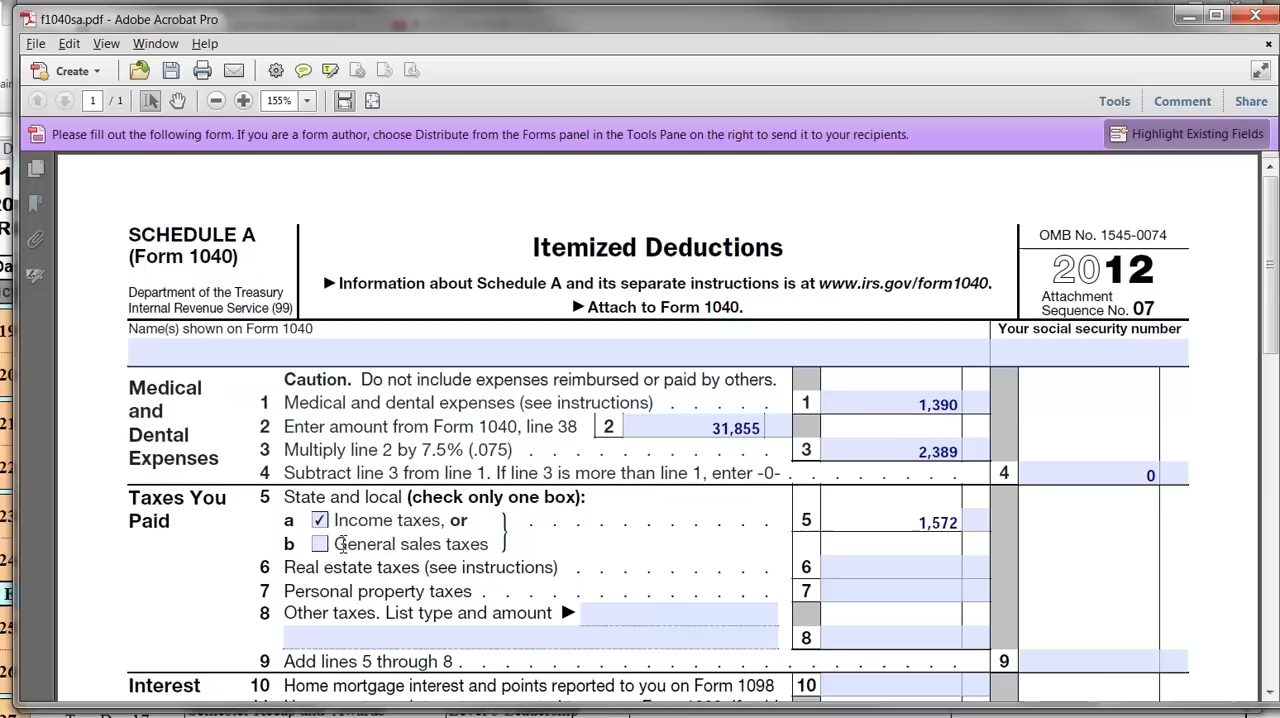 f1040sa.pdf - Adobe Acrobat Pro
File Edit View Window Help
Create
1 / 1 155% Tools Comment Share
Please fill out the following form. If you are a form author, choose Distribute from the Forms panel in the Tools Pane on the right to send it to your recipients. Highlight Existing Fields
SCHEDULE A
(Form 1040)
Department of the Treasury
Internal Revenue Service (99)
Itemized Deductions
▶ Information about Schedule A and its separate instructions is at www.irs.gov/form1040.
▶ Attach to Form 1040.
OMB No. 1545-0074
2012
Attachment
Sequence No. 07
Name(s) shown on Form 1040 Your social security number
Medical
and
Dental
Expenses
Caution. Do not include expenses reimbursed or paid by others.
1 Medical and dental expenses (see instructions) . . . . . 1 1,390
2 Enter amount from Form 1040, line 38 2 31,855
3 Multiply line 2 by 7.5% (.075) . . . . . . . . . . . 3 2,389
4 Subtract line 3 from line 1. If line 3 is more than line 1, enter -0- . . . . . . . . 4 0
Taxes You
Paid
5 State and local (check only one box):
a ✓ Income taxes, or . . . . . . . . . . . 5 1,572
b General sales taxes
6 Real estate taxes (see instructions) . . . . . . . . . 6
7 Personal property taxes . . . . . . . . . . . . . 7
8 Other taxes. List type and amount ▶
8
9 Add lines 5 through 8 . . . . . . . . . . . . . . . . . . . . . . 9
Interest 10 Home mortgage interest and points reported to you on Form 1098 10